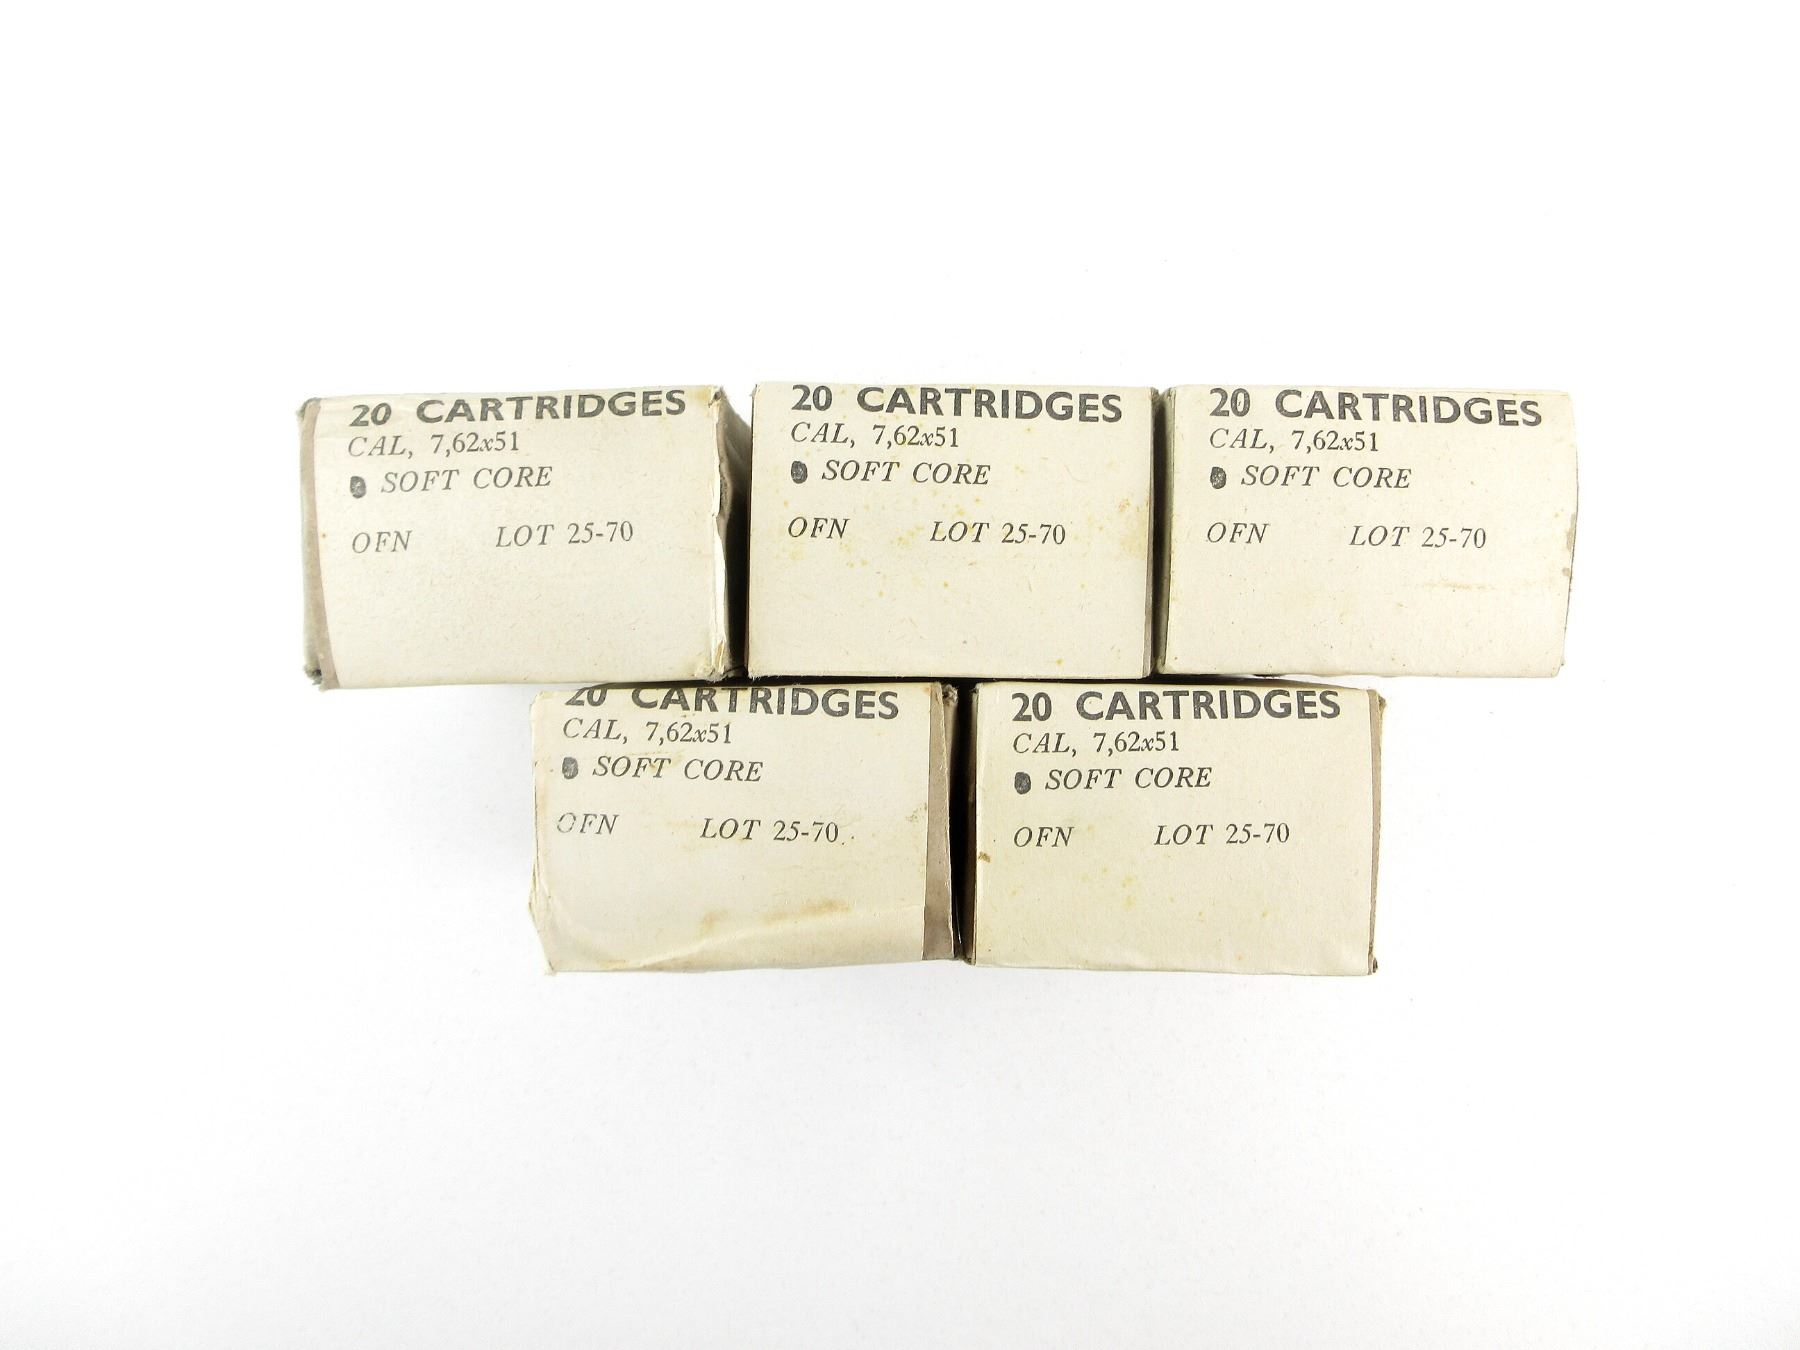 20 CARTRIDGES
CAL, 7,62x51
SOFT CORE
OFN LOT 25-70
20 CARTRIDGES
CAL, 7,62x51
SOFT CORE
OFN LOT 25-70
20 CARTRIDGES
CAL, 7,62x51
SOFT CORE
OFN LOT 25-70
20 CARTRIDGES
CAL, 7,62x51
SOFT CORE
OFN LOT 25-70
20 CARTRIDGES
CAL, 7,62x51
SOFT CORE
OFN LOT 25-70